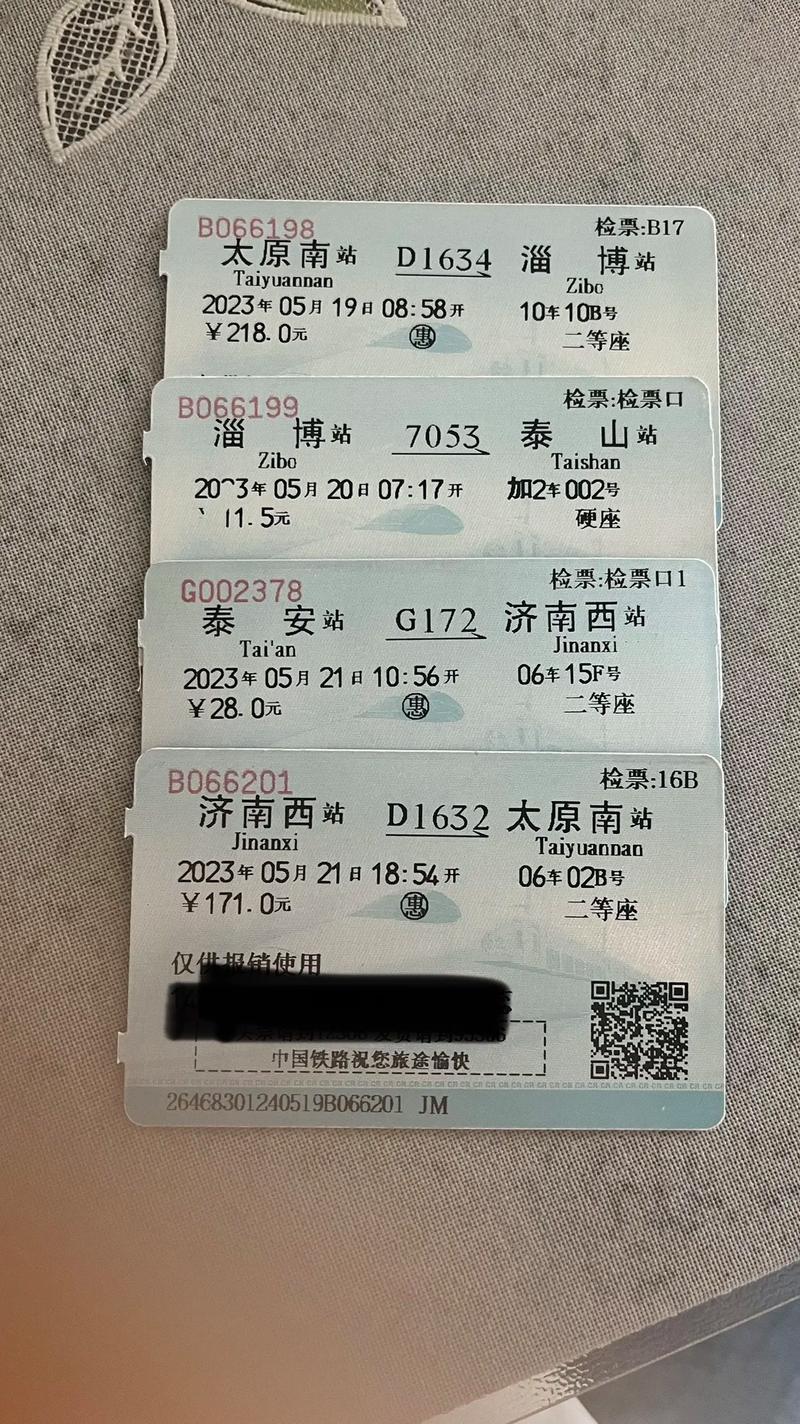 B066198 检票:B17
太原南站 D1634 淄博站
Taiyuannan Zibo
2023年05月19日08:58开 10车10B号
￥218.0元 惠 二等座
B066199 检票:检票口
淄博站 7053 泰山站
Zibo Taishan
20 3年05月20日07:17开 加2车002号
11.5元 硬座
G002378 检票:检票口1
泰安站 G172 济南西站
Tai'an Jinanxi
2023年05月21日10:56开 06车15F号
￥28.0元 惠 二等座
B066201 检票:16B
济南西站 D1632 太原南站
Jinanxi Taiyuannan
2023年05月21日18:54开 06车02B号
￥171.0元 惠 二等座
仅供报销使用
中国铁路祝您旅途愉快
26468301240519B066201 JM